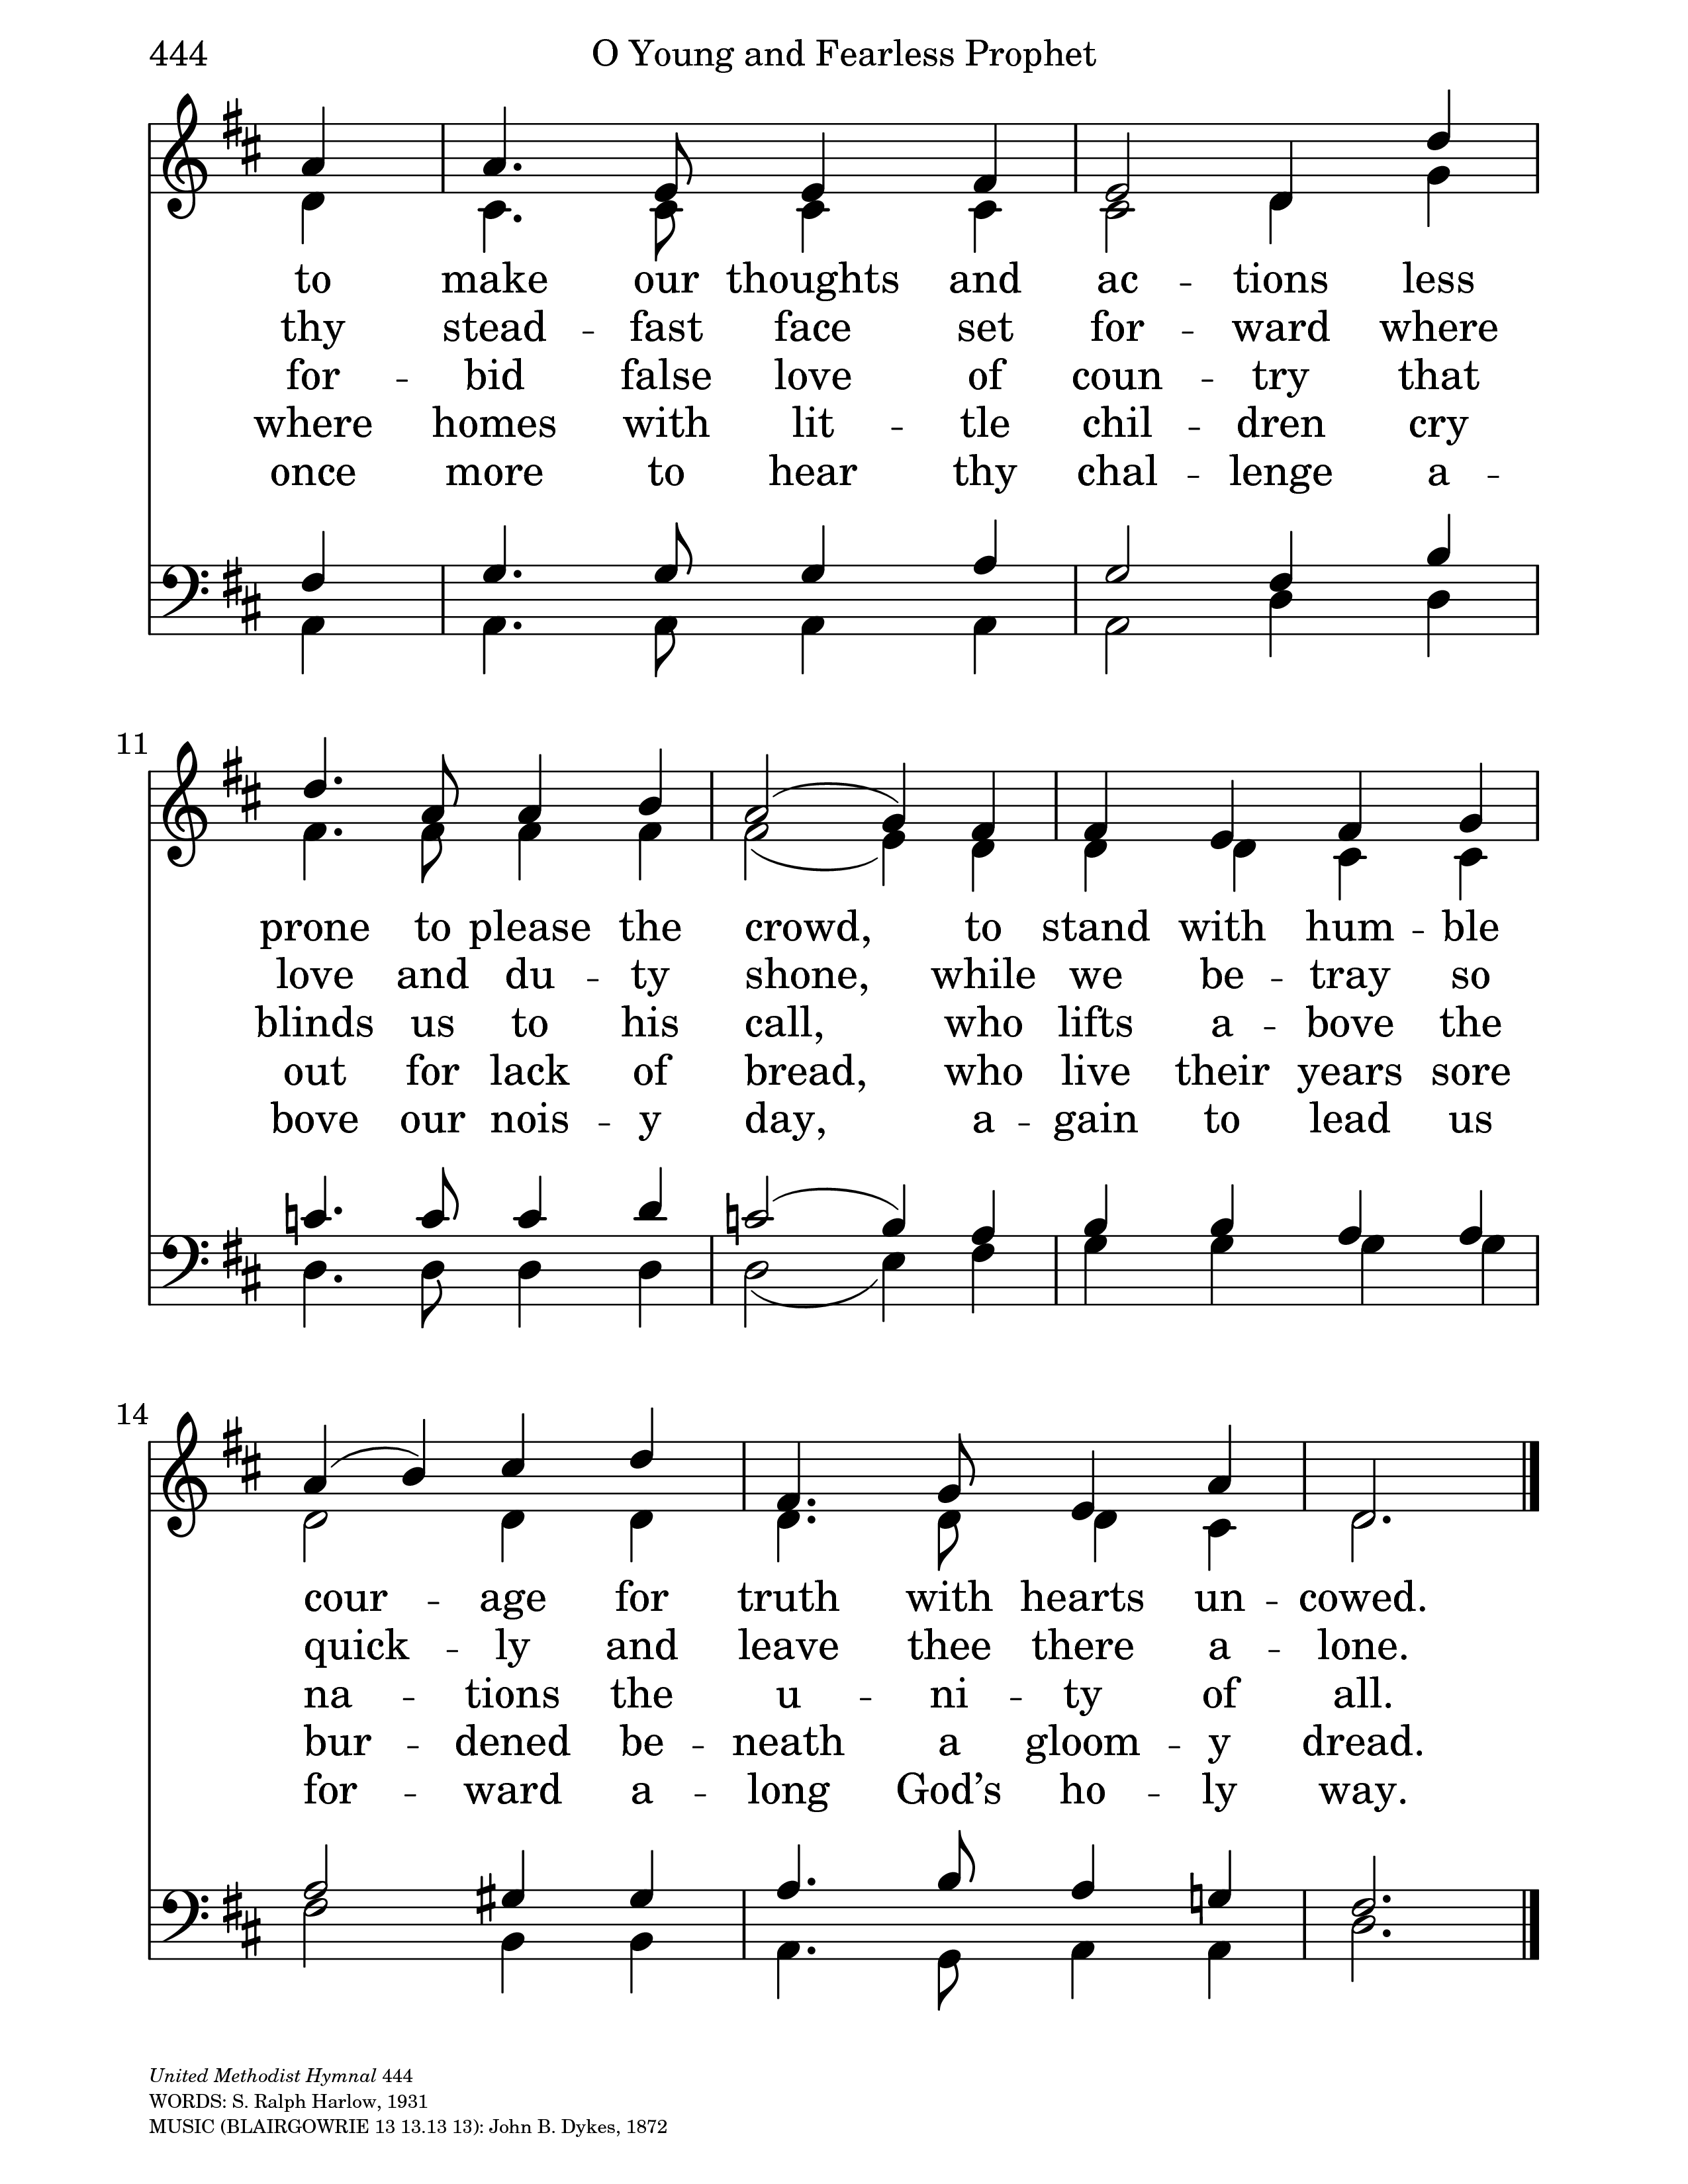 444 O Young and Fearless Prophet
to make our thoughts and ac -- tions less
thy stead -- fast face set for -- ward where
for -- bid false love of coun -- try that
where homes with lit -- tle chil -- dren cry
once more to hear thy chal -- lenge a --
11
prone to please the crowd, to stand with hum -- ble
love and du -- ty shone, while we be -- tray so
blinds us to his call, who lifts a -- bove the
out for lack of bread, who live their years sore
bove our nois -- y day, a -- gain to lead us
14
cour -- age for truth with hearts un -- cowed.
quick -- ly and leave thee there a -- lone.
na -- tions the u -- ni -- ty of all.
bur -- dened be -- neath a gloom -- y dread.
for -- ward a -- long God’s ho -- ly way.
United Methodist Hymnal 444
WORDS: S. Ralph Harlow, 1931
MUSIC (BLAIRGOWRIE 13 13.13 13): John B. Dykes, 1872